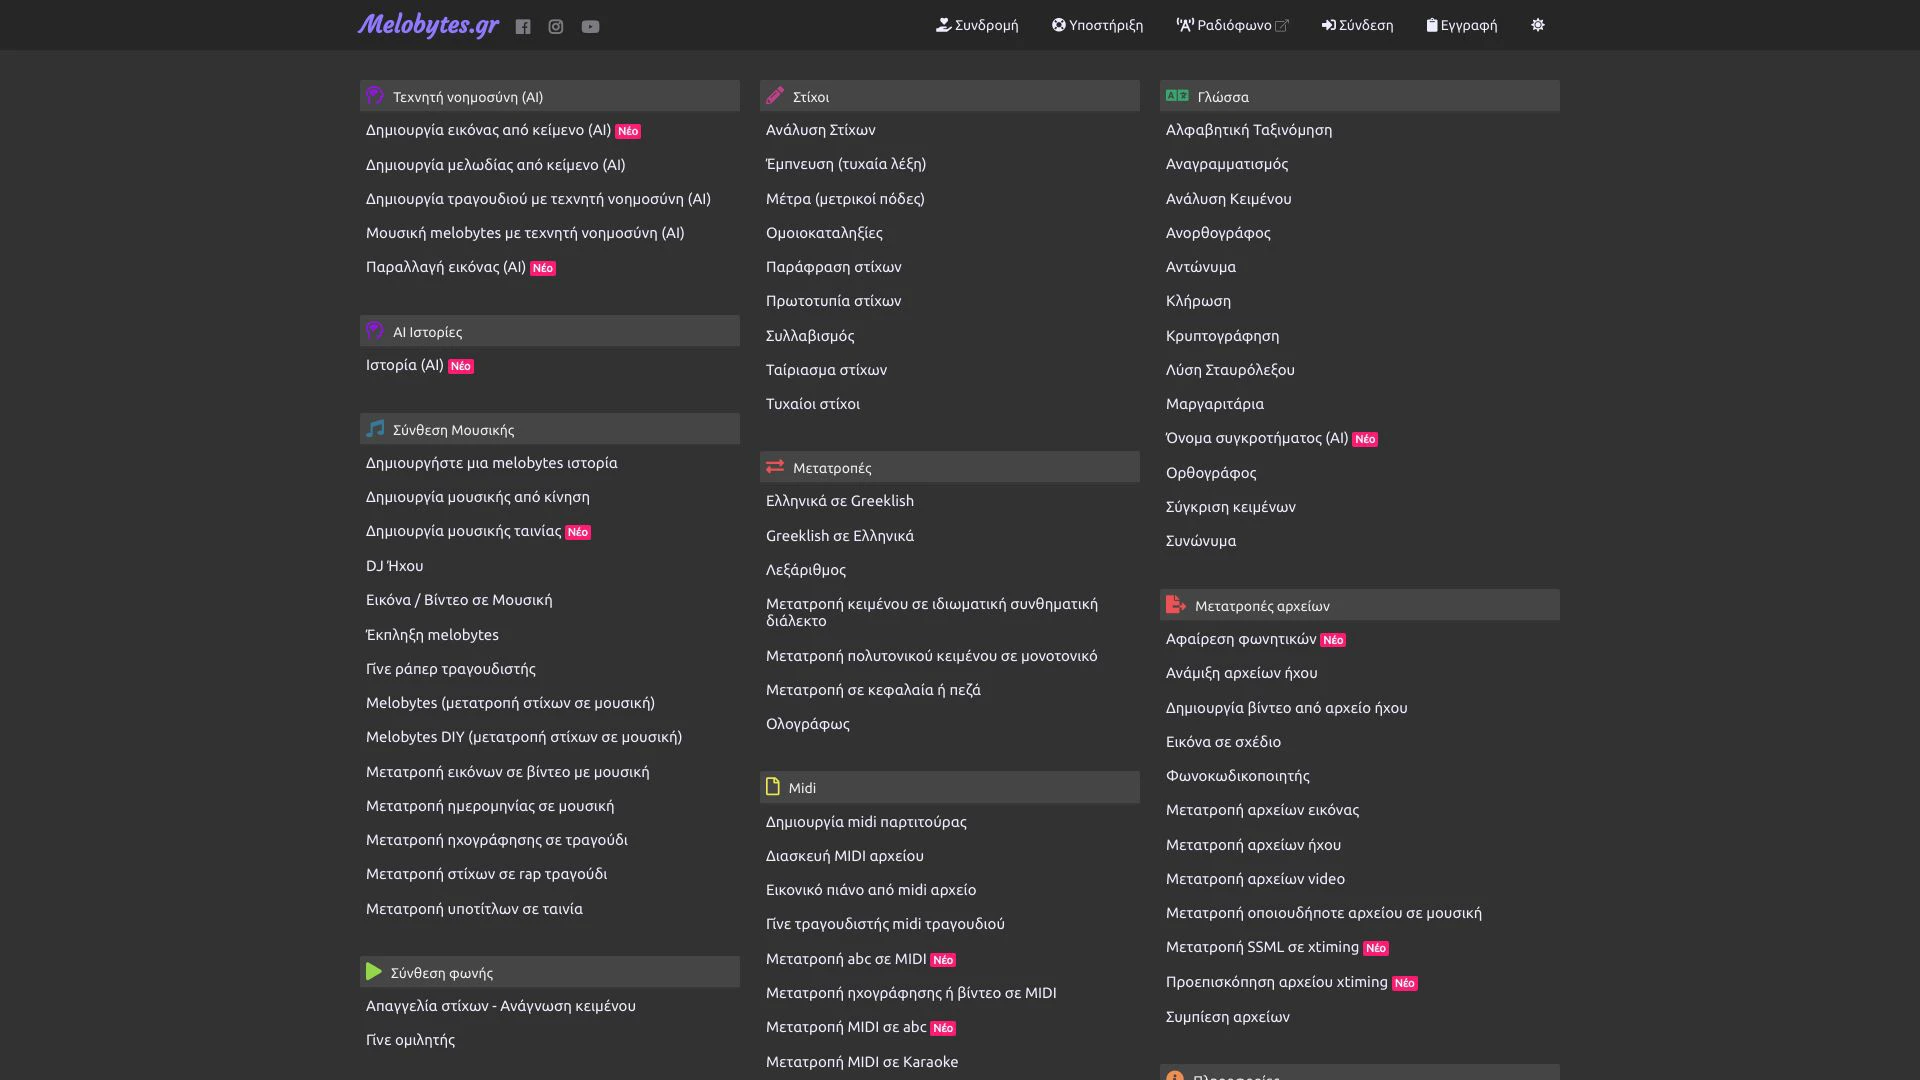 Melobytes.gr
Συνδρομή
Υποστήριξη
Ραδιόφωνο
Σύνδεση
Εγγραφή
Τεχνητή νοημοσύνη (AI)
Δημιουργία εικόνας από κείμενο (AI) Νέο
Δημιουργία μελωδίας από κείμενο (AI)
Δημιουργία τραγουδιού με τεχνητή νοημοσύνη (AI)
Μουσική melobytes με τεχνητή νοημοσύνη (AI)
Παραλλαγή εικόνας (AI) Νέο
AI Ιστορίες
Ιστορία (AI) Νέο
Σύνθεση Μουσικής
Δημιουργήστε μια melobytes ιστορία
Δημιουργία μουσικής από κίνηση
Δημιουργία μουσικής ταινίας Νέο
DJ Ήχου
Εικόνα / Βίντεο σε Μουσική
Έκπληξη melobytes
Γίνε ράπερ τραγουδιστής
Melobytes (μετατροπή στίχων σε μουσική)
Melobytes DIY (μετατροπή στίχων σε μουσική)
Μετατροπή εικόνων σε βίντεο με μουσική
Μετατροπή ημερομηνίας σε μουσική
Μετατροπή ηχογράφησης σε τραγούδι
Μετατροπή στίχων σε rap τραγούδι
Μετατροπή υποτίτλων σε ταινία
Σύνθεση φωνής
Απαγγελία στίχων - Ανάγνωση κειμένου
Γίνε ομιλητής
Στίχοι
Ανάλυση Στίχων
Έμπνευση (τυχαία λέξη)
Μέτρα (μετρικοί πόδες)
Ομοιοκαταληξίες
Παράφραση στίχων
Πρωτοτυπία στίχων
Συλλαβισμός
Ταίριασμα στίχων
Τυχαίοι στίχοι
Μετατροπές
Ελληνικά σε Greeklish
Greeklish σε Ελληνικά
Λεξάριθμος
Μετατροπή κειμένου σε ιδιωματική συνθηματική
διάλεκτο
Μετατροπή πολυτονικού κειμένου σε μονοτονικό
Μετατροπή σε κεφαλαία ή πεζά
Ολογράφως
Midi
Δημιουργία midi παρτιτούρας
Διασκευή MIDI αρχείου
Εικονικό πιάνο από midi αρχείο
Γίνε τραγουδιστής midi τραγουδιού
Μετατροπή abc σε MIDI Νέο
Μετατροπή ηχογράφησης ή βίντεο σε MIDI
Μετατροπή MIDI σε abc Νέο
Μετατροπή MIDI σε Karaoke
Γλώσσα
Αλφαβητική Ταξινόμηση
Αναγραμματισμός
Ανάλυση Κειμένου
Ανορθογράφος
Αντώνυμα
Κλήρωση
Κρυπτογράφηση
Λύση Σταυρόλεξου
Μαργαριτάρια
Όνομα συγκροτήματος (AI) Νέο
Ορθογράφος
Σύγκριση κειμένων
Συνώνυμα
Μετατροπές αρχείων
Αφαίρεση φωνητικών Νέο
Ανάμιξη αρχείων ήχου
Δημιουργία βίντεο από αρχείο ήχου
Εικόνα σε σχέδιο
Φωνοκωδικοποιητής
Μετατροπή αρχείων εικόνας
Μετατροπή αρχείων ήχου
Μετατροπή αρχείων video
Μετατροπή οποιουδήποτε αρχείου σε μουσική
Μετατροπή SSML σε xtiming Νέο
Προεπισκόπηση αρχείου xtiming Νέο
Συμπίεση αρχείων